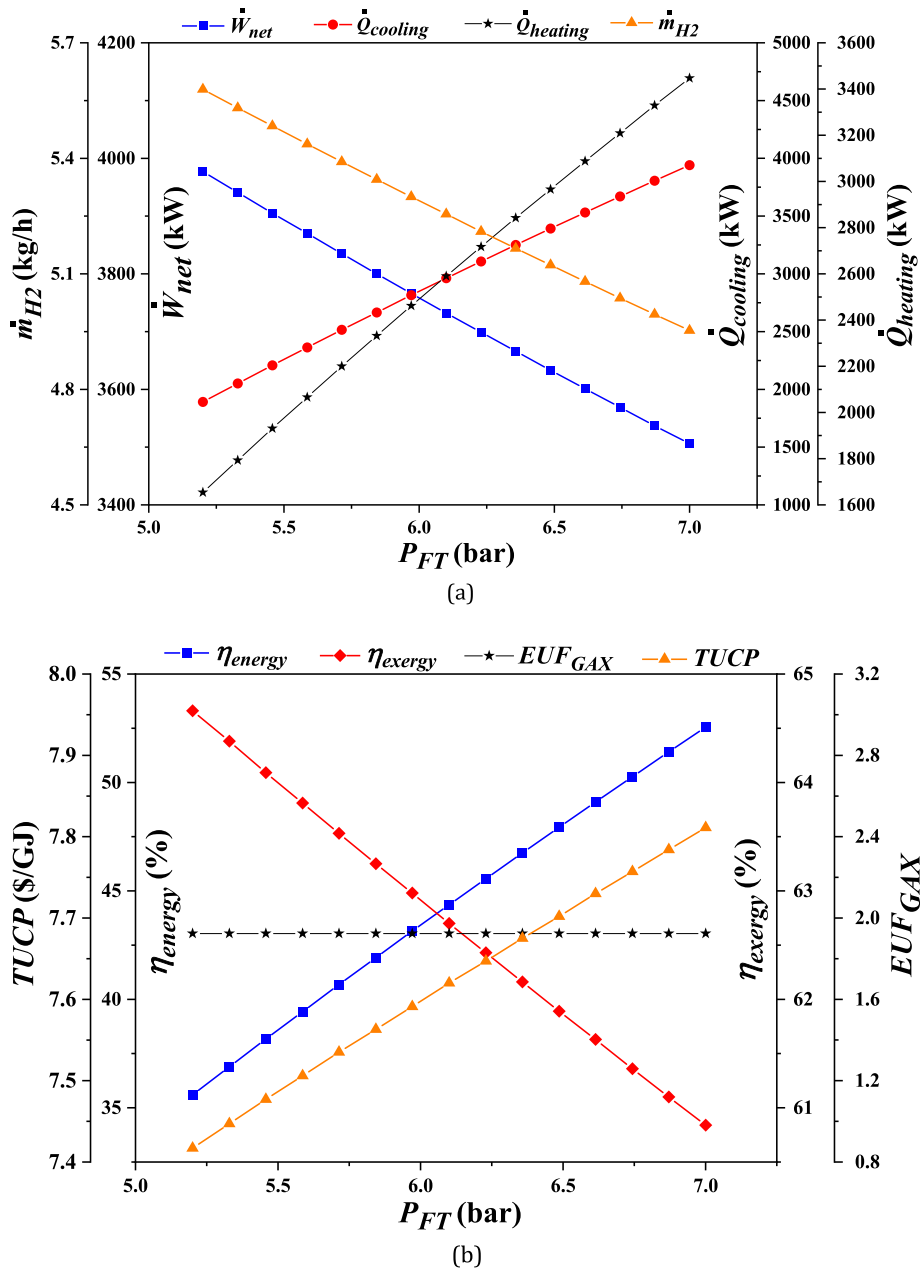 Ẇnet Q̇cooling Q̇heating ṁH2
5.7 4200 5000 3600
3400
4500
3200
5.4 4000 4000 3000
3500 2800
5.1 3800 3000 2600
2400
2500
2200
4.8 3600 2000 2000
1500 1800
4.5 3400 1000 1600
ṁH2 (kg/h)
Ẇnet (kW)
Q̇cooling (kW)
Q̇heating (kW)
5.0 5.5 6.0 6.5 7.0
PFT (bar)
(a)
ηenergy ηexergy EUFGAX TUCP
8.0 55 65 3.2
7.9 2.8
50 64
7.8 2.4
45 63
7.7 2.0
7.6 40 62 1.6
7.5 1.2
35 61
7.4 0.8
TUCP ($/GJ)
ηenergy (%)
ηexergy (%)
EUFGAX
5.0 5.5 6.0 6.5 7.0
PFT (bar)
(b)